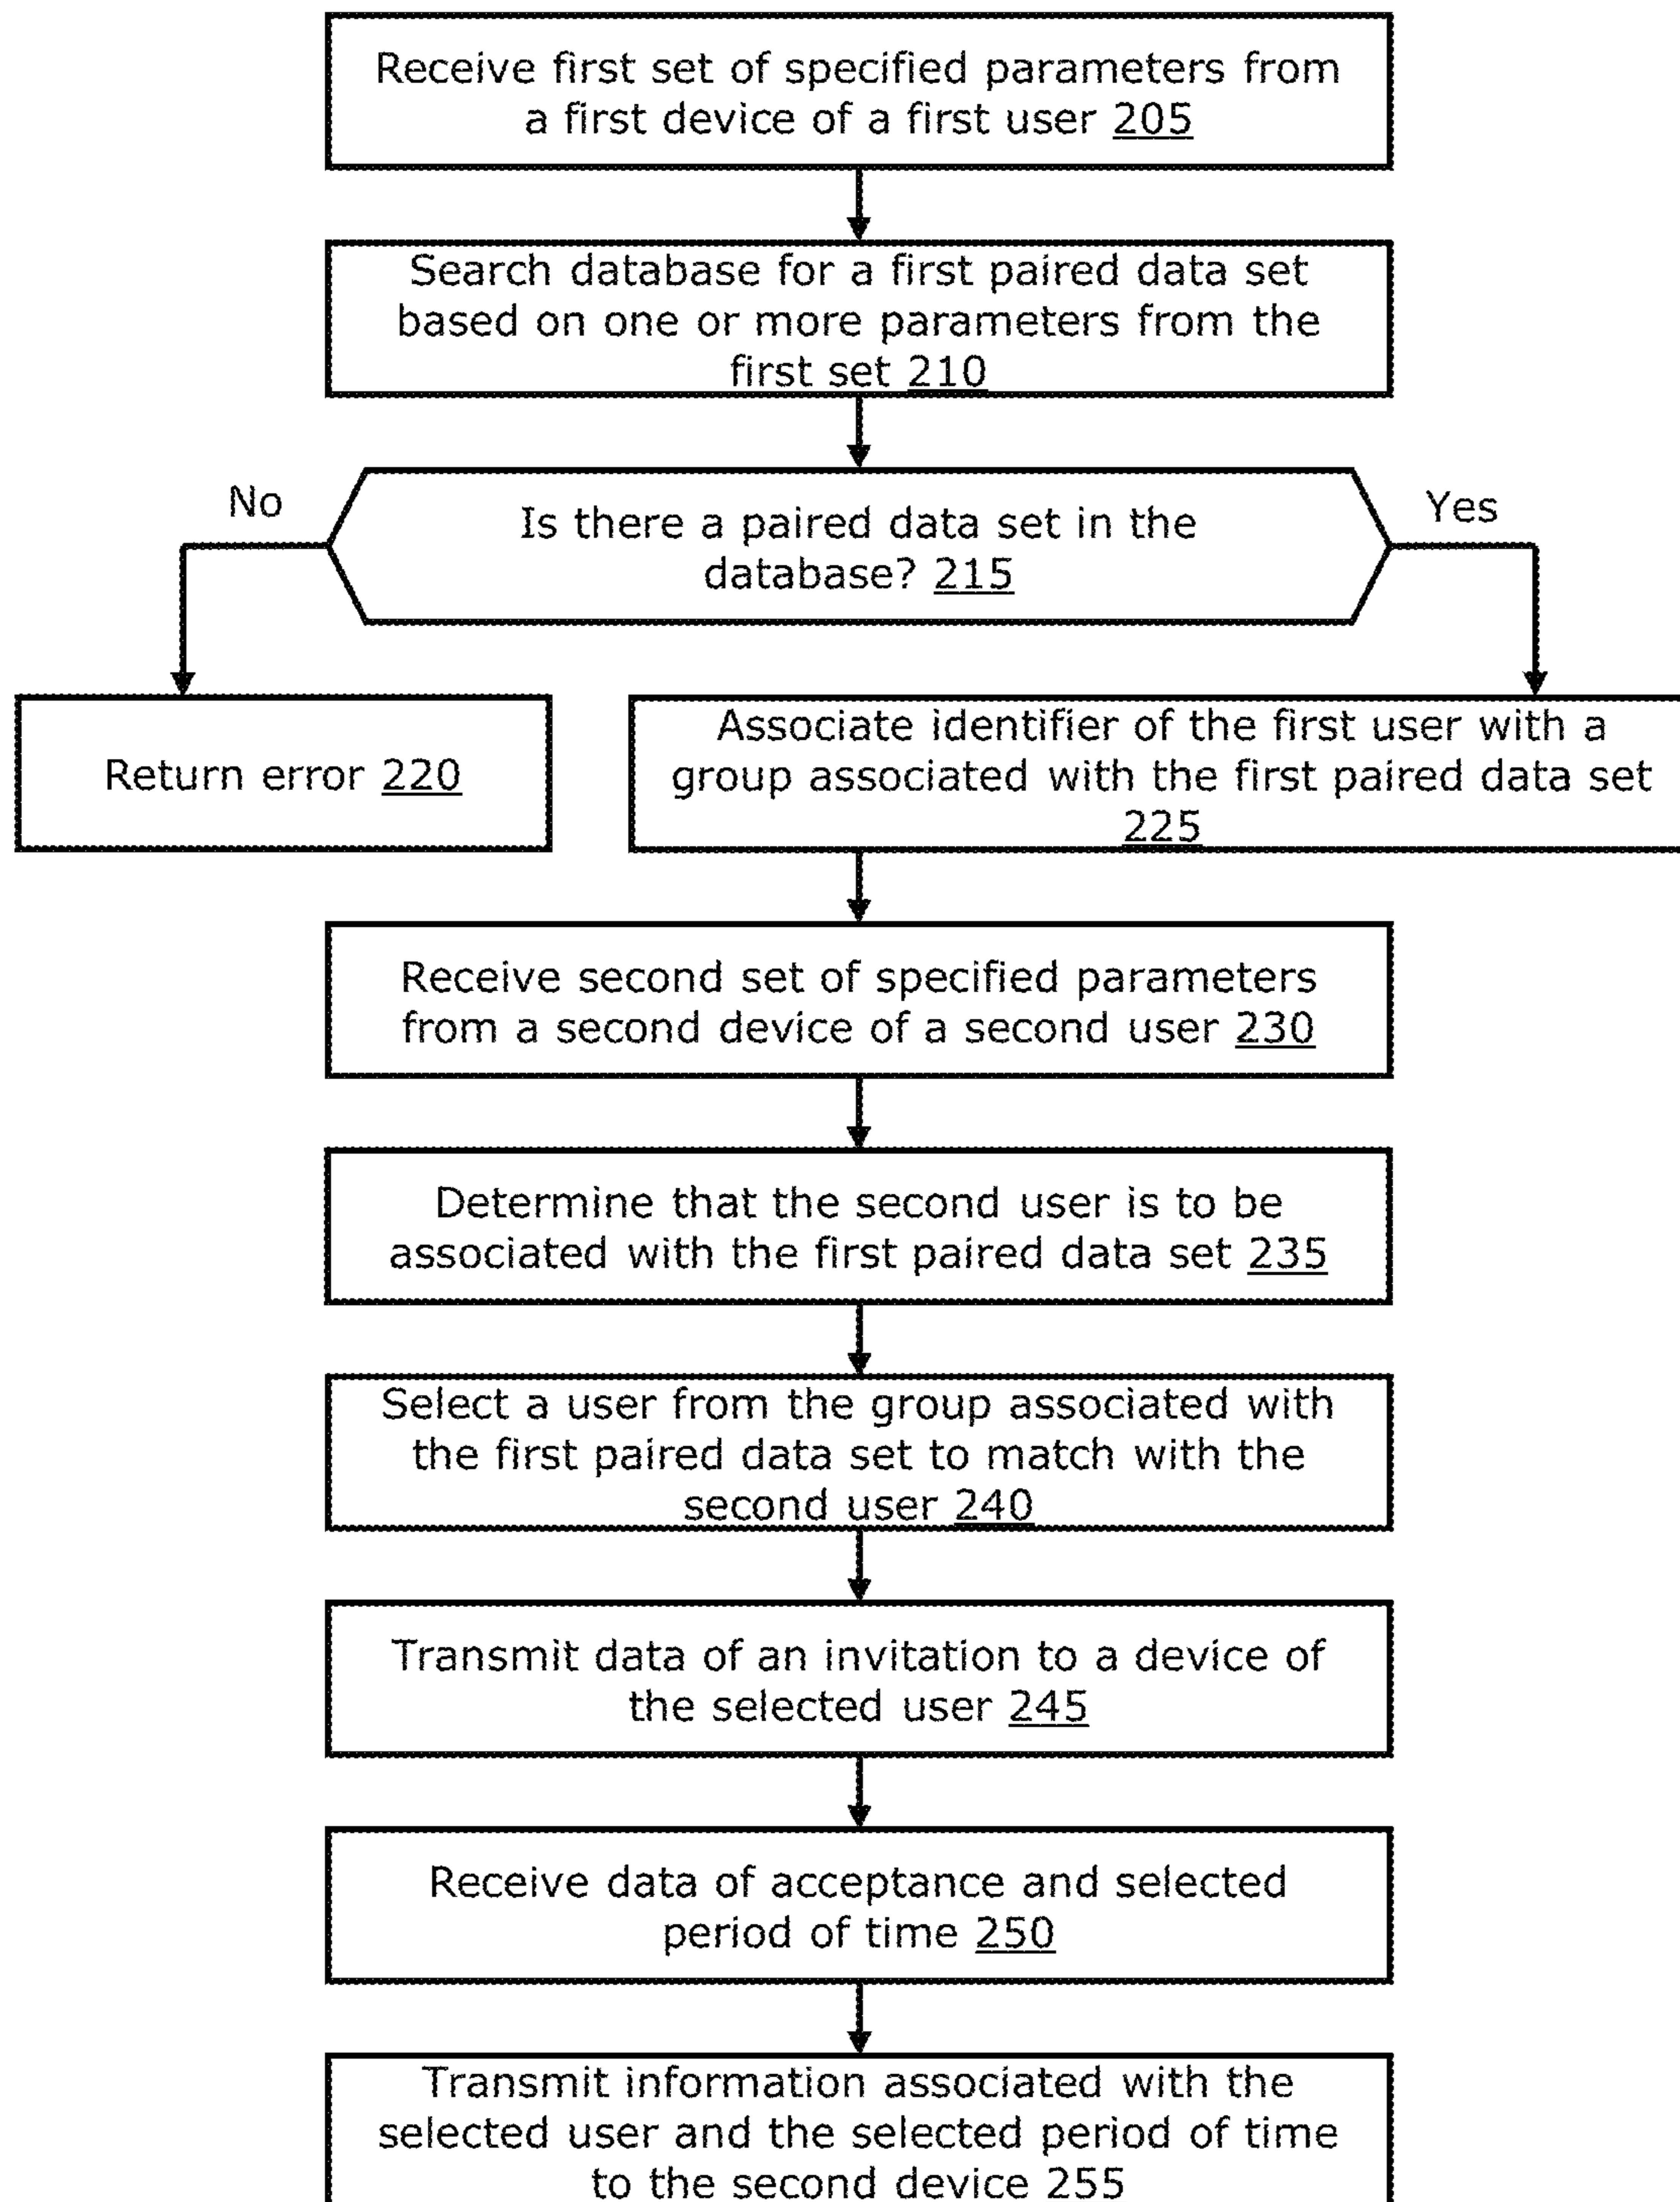 Receive first set of specified parameters from
a first device of a first user 205
Search database for a first paired data set
based on one or more parameters from the
first set 210
No
Yes
Is there a paired data set in the
database? 215
Return error 220
Associate identifier of the first user with a
group associated with the first paired data set
225
Receive second set of specified parameters
from a second device of a second user 230
Determine that the second user is to be
associated with the first paired data set 235
Select a user from the group associated with
the first paired data set to match with the
second user 240
Transmit data of an invitation to a device of
the selected user 245
Receive data of acceptance and selected
period of time 250
Transmit information associated with the
selected user and the selected period of time
to the second device 255